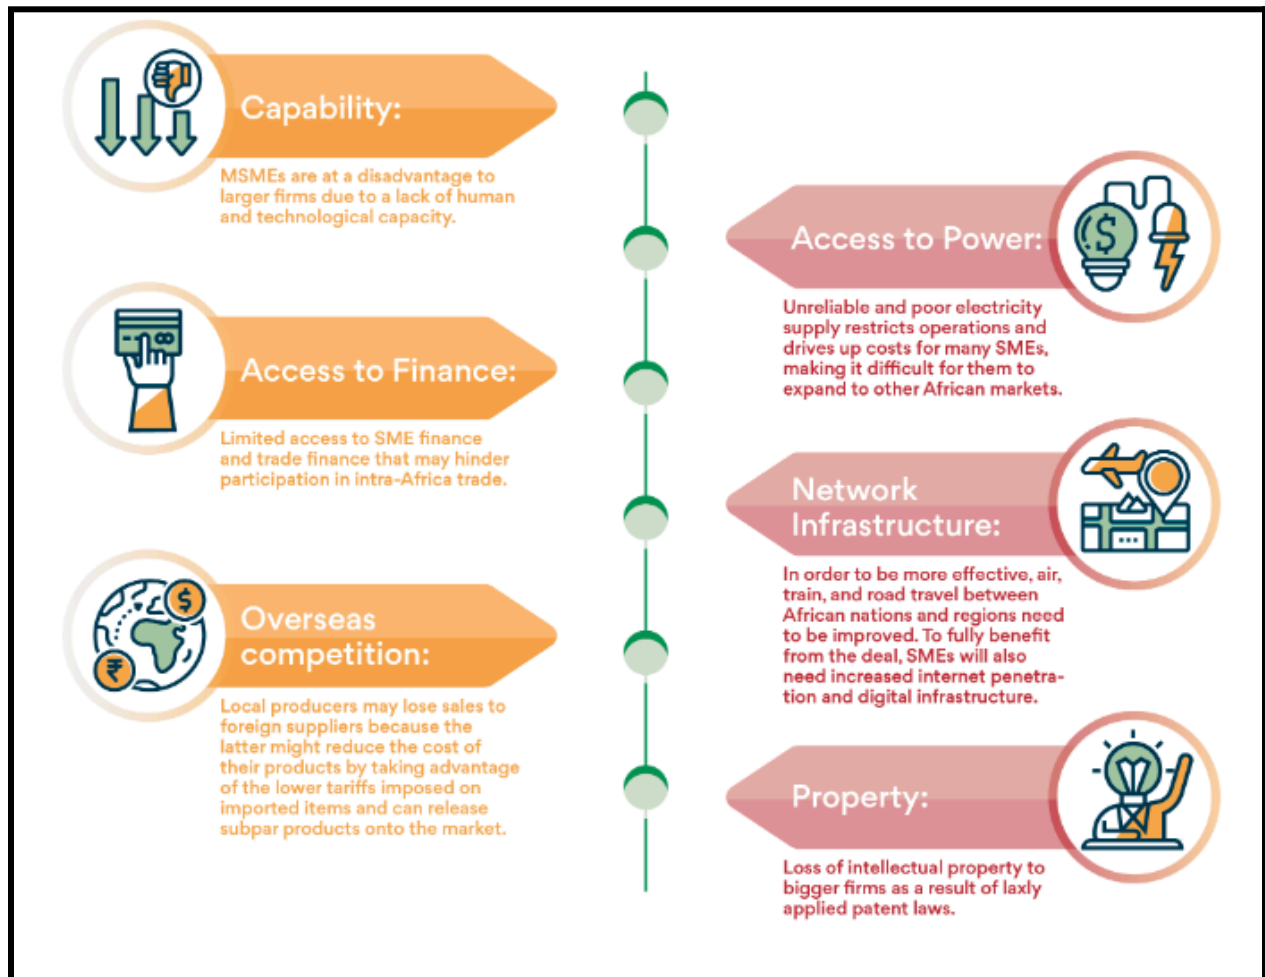 Capability:
MSMEs are at a disadvantage to
larger firms due to a lack of human
and technological capacity.
Access to Power:
Unreliable and poor electricity
supply restricts operations and
drives up costs for many SMEs,
making it difficult for them to
expand to other African markets.
Access to Finance:
Limited access to SME finance
and trade finance that may hinder
participation in intra-Africa trade.
Network
Infrastructure:
In order to be more effective, air,
train, and road travel between
African nations and regions need
to be improved. To fully benefit
from the deal, SMEs will also
need increased internet penetra-
tion and digital infrastructure.
$
₹
$
Overseas
competition:
Local producers may lose sales to
foreign suppliers because the
latter might reduce the cost of
their products by taking advantage
of the lower tariffs imposed on
imported items and can release
subpar products onto the market.
Property:
Loss of intellectual property to
bigger firms as a result of laxly
applied patent laws.